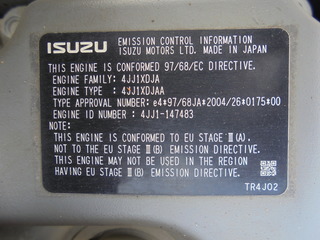 ISUZU EMISSION CONTROL INFORMATION
ISUZU MOTORS LTD. MADE IN JAPAN
THIS ENGINE IS CONFORMED 97/68/EC DIRECTIVE.
ENGINE FAMILY: 4JJ1XDJA
ENGINE TYPE : 4JJ1XDJAA
TYPE APPROVAL NUMBER: e4*97/68JA*2004/26*0175*00
ENGINE ID NUMBER : 4JJ1-147483
NOTE:
THIS ENGINE IS CONFORMED TO EU STAGE Ⅲ(A),
NOT TO THE EU STAGE Ⅲ(B) EMISSION DIRECTIVE.
THIS ENGINE MAY NOT BE USED IN THE REGION
HAVING EU STAGE Ⅲ(B) EMISSION DIRECTIVE.
TR4J02